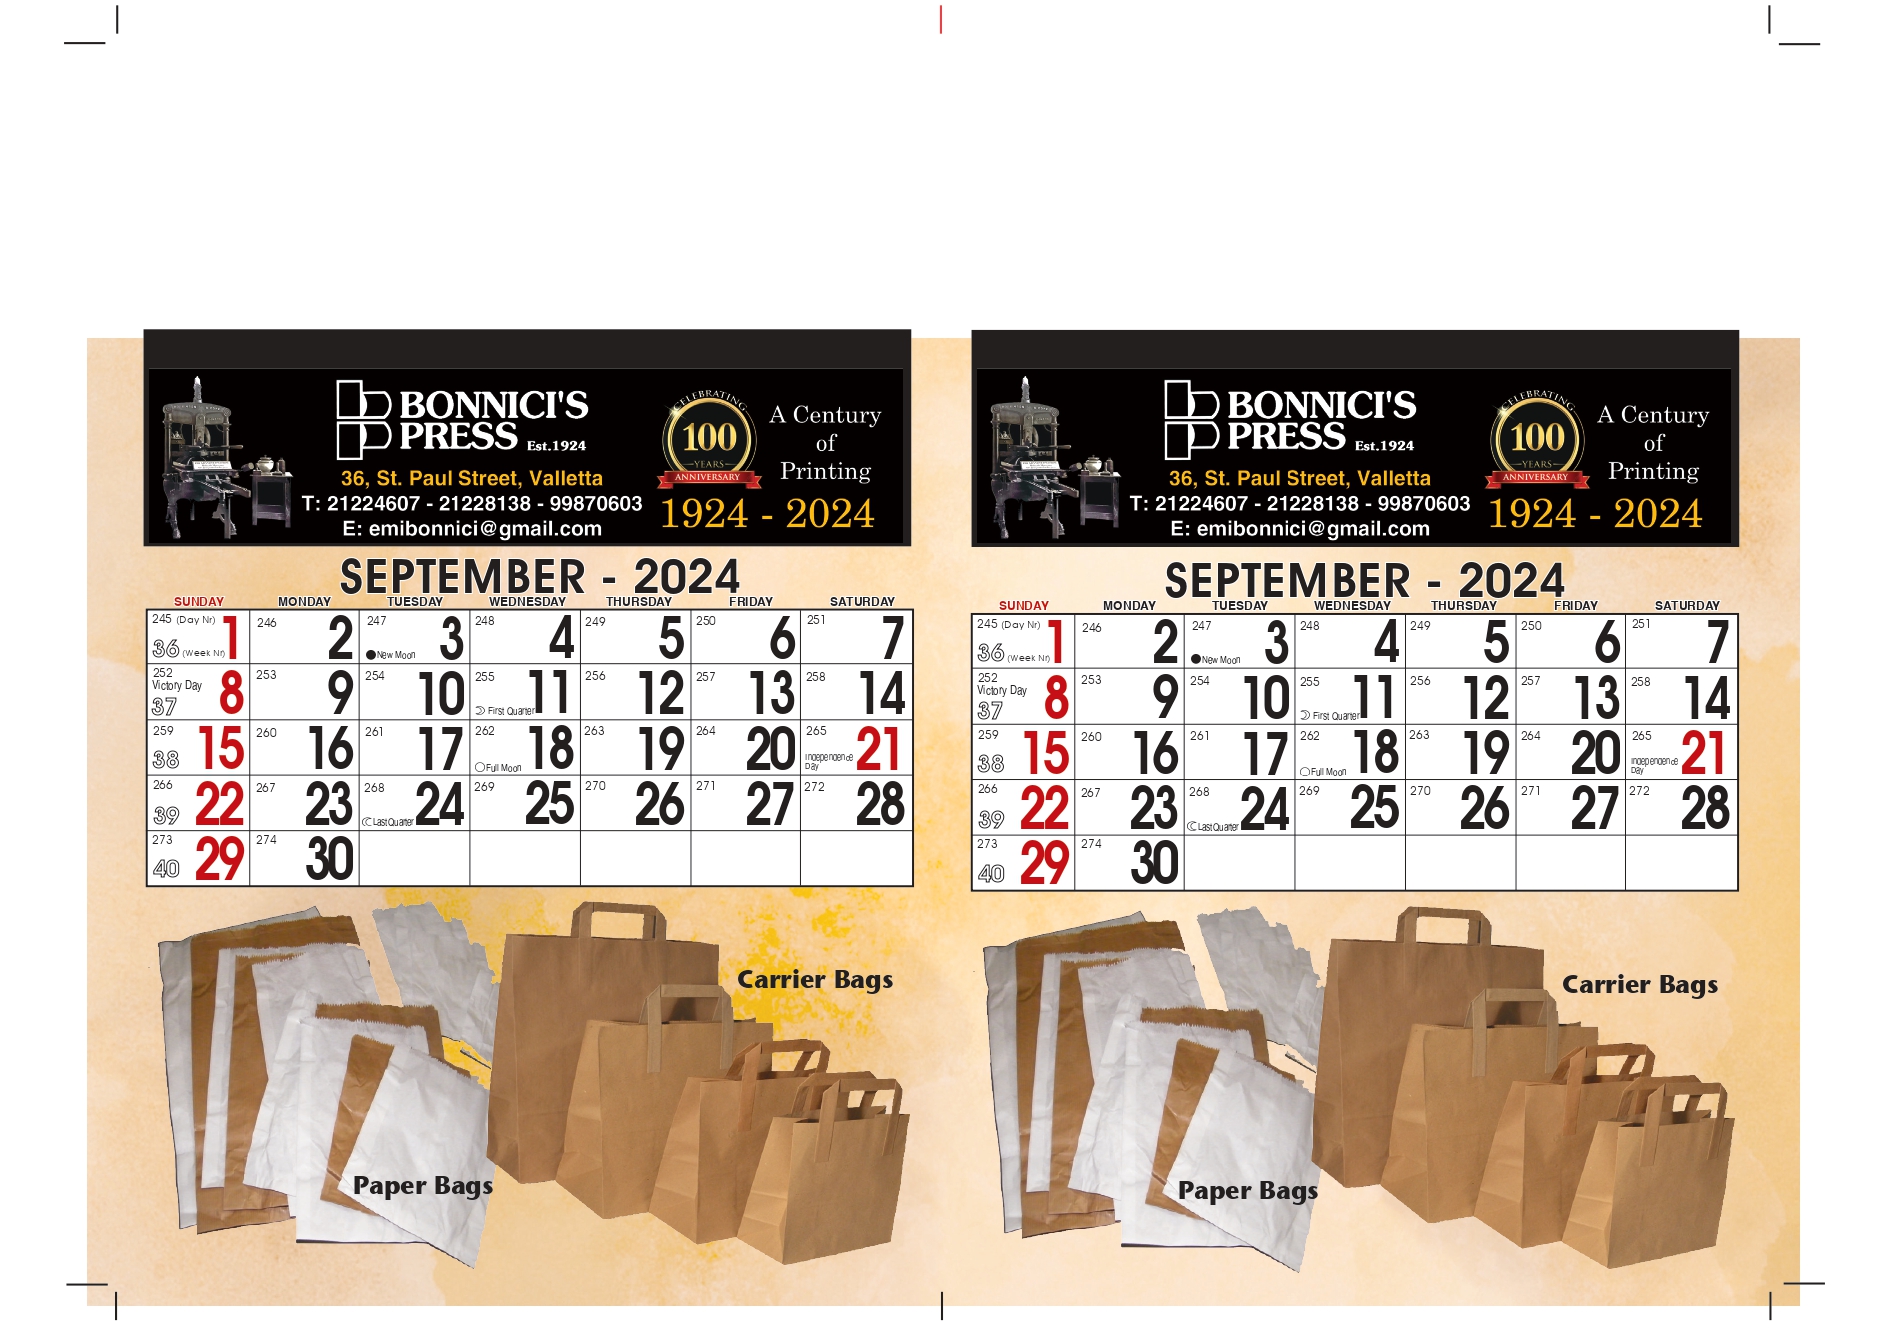 BONNICI'S
PRESS Est.1924
36, St. Paul Street, Valletta
T: 21224607 - 21228138 - 99870603
E: emibonnici@gmail.com
CELEBRATING
100
YEARS
ANNIVERSARY
A Century
of
Printing
1924 - 2024
SEPTEMBER - 2024
SUNDAY MONDAY TUESDAY WEDNESDAY THURSDAY FRIDAY SATURDAY
245 (Day Nr) 1 246 2 247 3 248 4 249 5 250 6 251 7
36 (Week Nr) New Moon
252 8 253 9 254 10 255 11 256 12 257 13 258 14
Victory Day
37 First Quarter
259 15 260 16 261 17 262 18 263 19 264 20 265 21
38 Full Moon Independence
Day
266 22 267 23 268 24 269 25 270 26 271 27 272 28
39 Last Quarter
273 29 274 30
40
Carrier Bags
Paper Bags
BONNICI'S
PRESS Est.1924
36, St. Paul Street, Valletta
T: 21224607 - 21228138 - 99870603
E: emibonnici@gmail.com
CELEBRATING
100
YEARS
ANNIVERSARY
A Century
of
Printing
1924 - 2024
SEPTEMBER - 2024
SUNDAY MONDAY TUESDAY WEDNESDAY THURSDAY FRIDAY SATURDAY
245 (Day Nr) 1 246 2 247 3 248 4 249 5 250 6 251 7
36 (Week Nr) New Moon
252 8 253 9 254 10 255 11 256 12 257 13 258 14
Victory Day
37 First Quarter
259 15 260 16 261 17 262 18 263 19 264 20 265 21
38 Full Moon Independence
Day
266 22 267 23 268 24 269 25 270 26 271 27 272 28
39 Last Quarter
273 29 274 30
40
Carrier Bags
Paper Bags